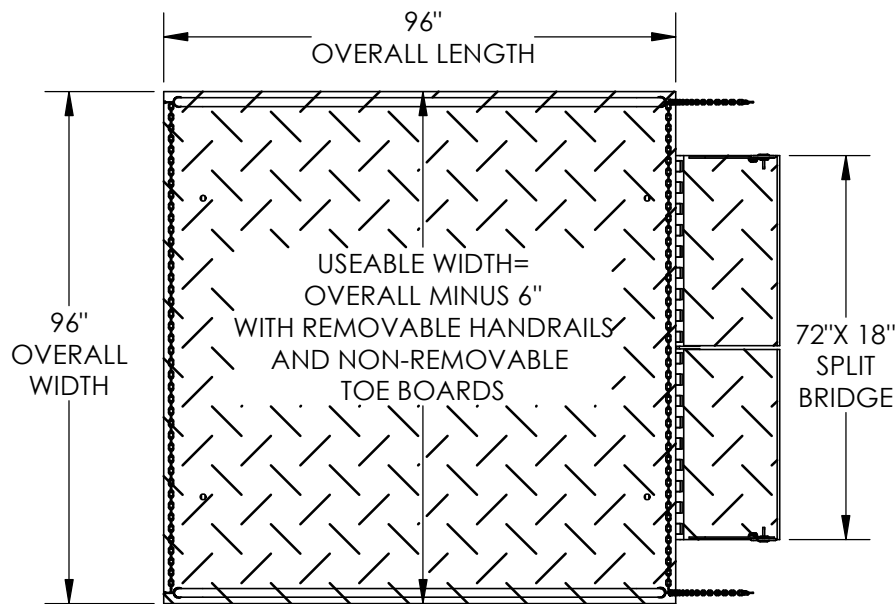 96"
OVERALL LENGTH
96"
OVERALL
WIDTH
USEABLE WIDTH=
OVERALL MINUS 6"
WITH REMOVABLE HANDRAILS
AND NON-REMOVABLE
TOE BOARDS
72"X 18"
SPLIT
BRIDGE